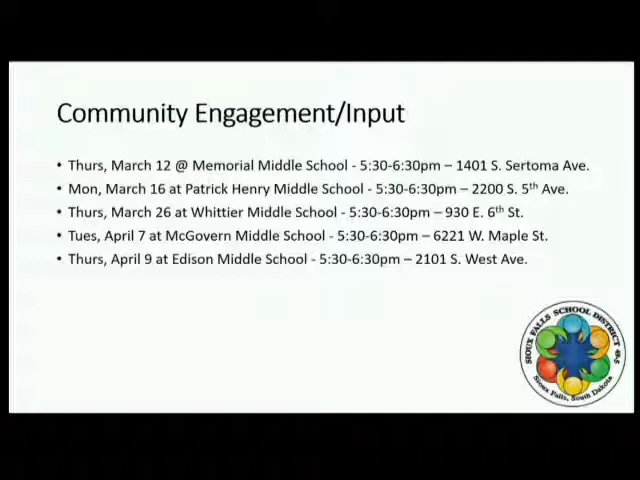 Community Engagement/Input
• Thurs, March 12 @ Memorial Middle School - 5:30-6:30pm – 1401 S. Sertoma Ave.
• Mon, March 16 at Patrick Henry Middle School - 5:30-6:30pm – 2200 S. 5th Ave.
• Thurs, March 26 at Whittier Middle School - 5:30-6:30pm – 930 E. 6th St.
• Tues, April 7 at McGovern Middle School - 5:30-6:30pm – 6221 W. Maple St.
• Thurs, April 9 at Edison Middle School - 5:30-6:30pm – 2101 S. West Ave.
SIOUX FALLS SCHOOL DISTRICT 49-5
Sioux Falls, South Dakota